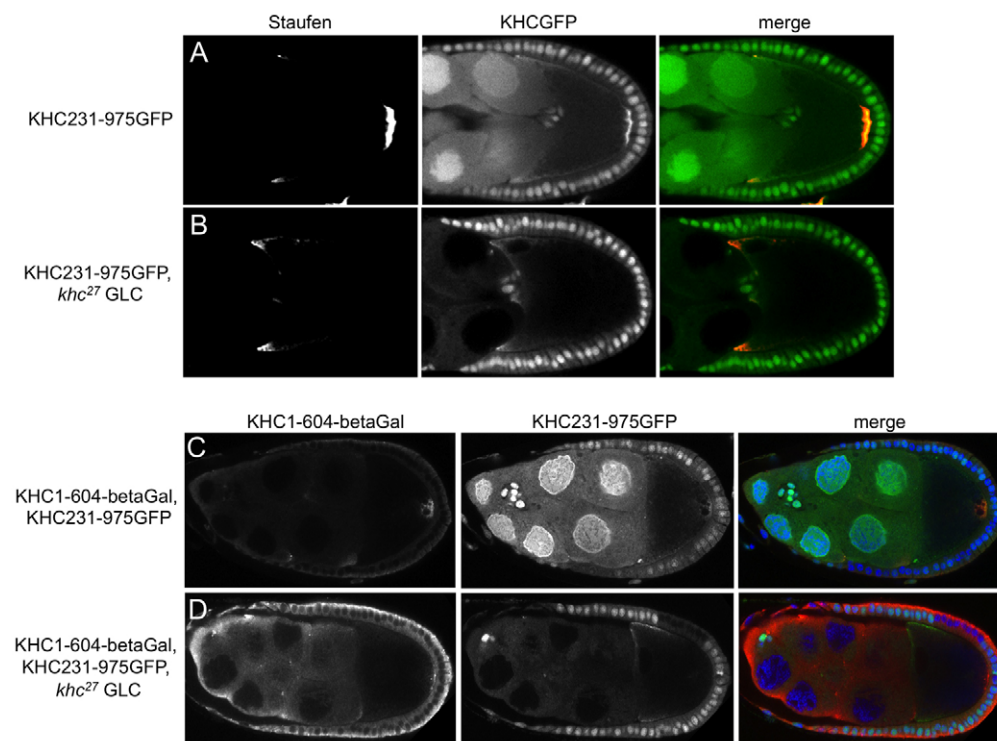 Staufen KHCGFP merge
A
KHC231-975GFP
B
KHC231-975GFP,
khc27 GLC
KHC1-604-betaGal KHC231-975GFP merge
C
KHC1-604-betaGal,
KHC231-975GFP
D
KHC1-604-betaGal,
KHC231-975GFP,
khc27 GLC